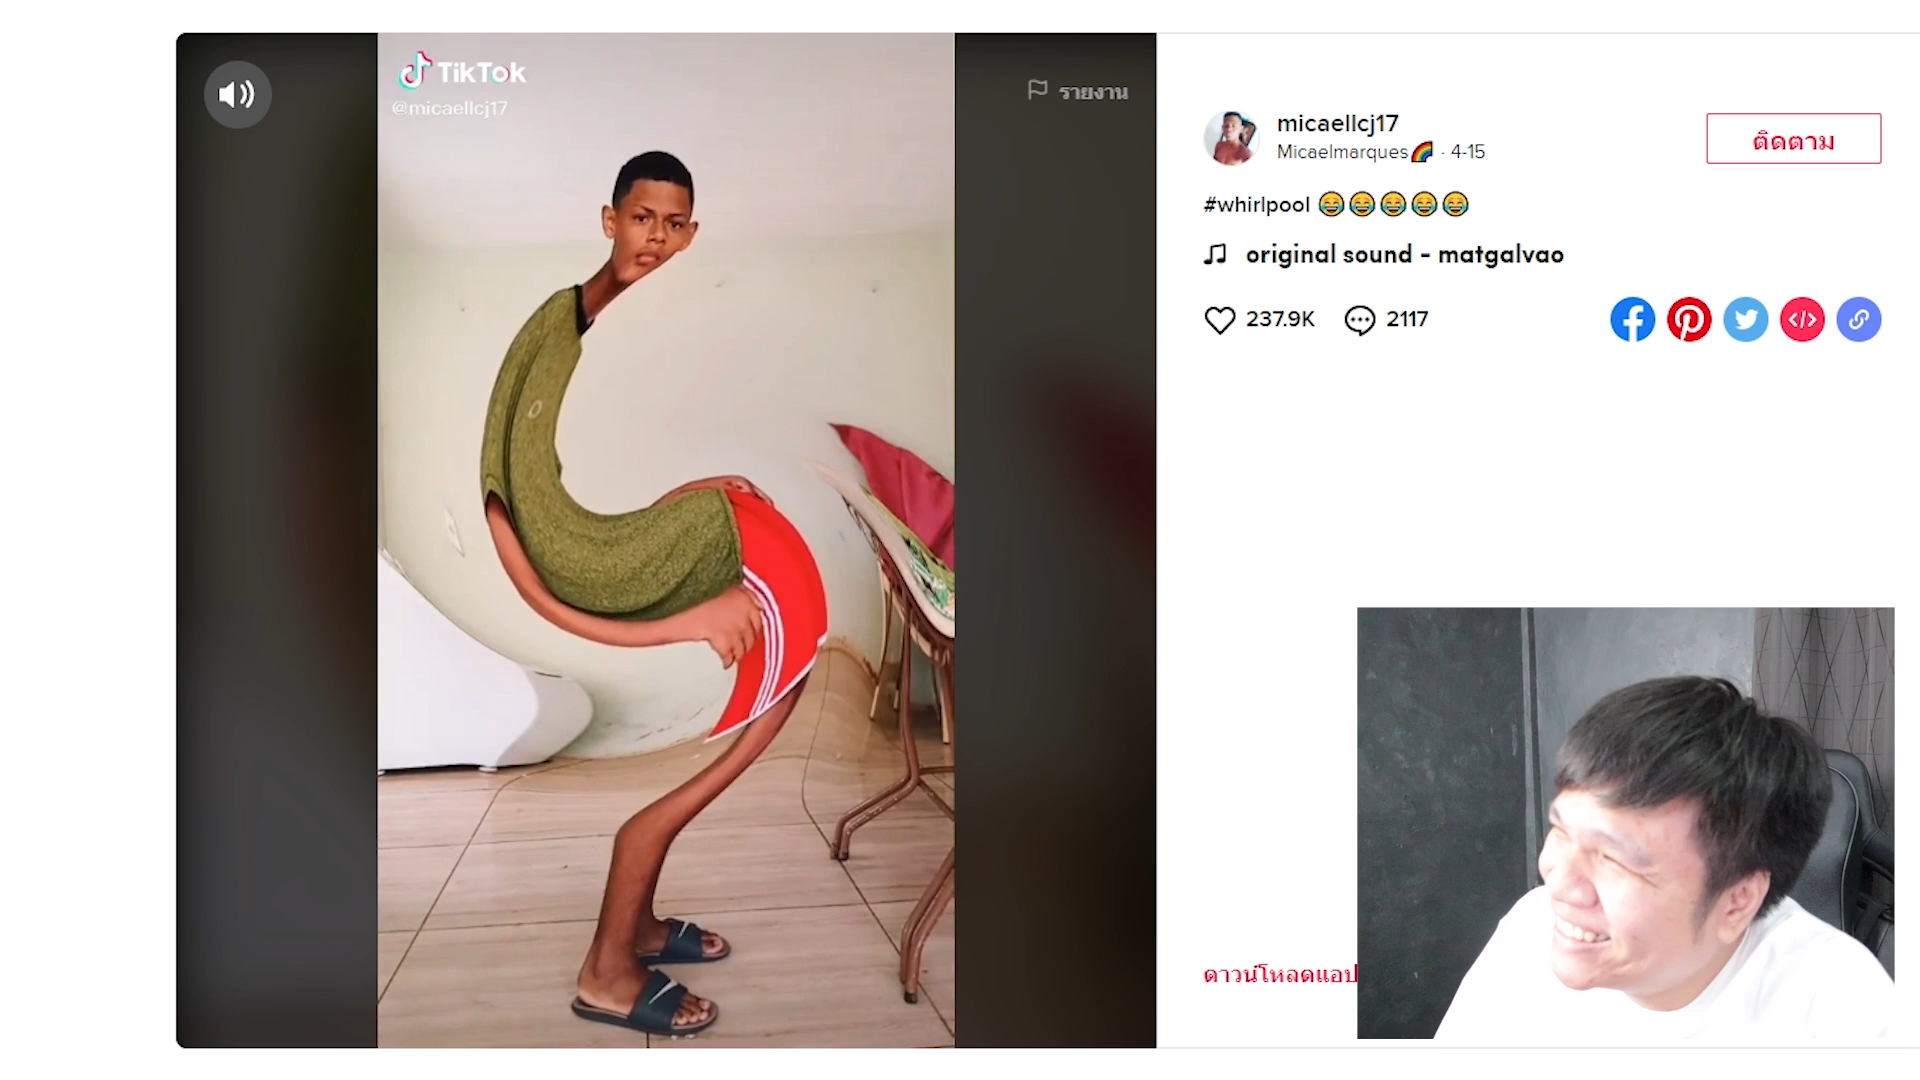 TikTok
@micaellcj17
รายงาน
micaellcj17
Micaelmarques🌈 · 4-15
ติดตาม
#whirlpool 😂😂😂😂😂
original sound - matgalvao
237.9K
2117
ดาวน์โหลดแอป